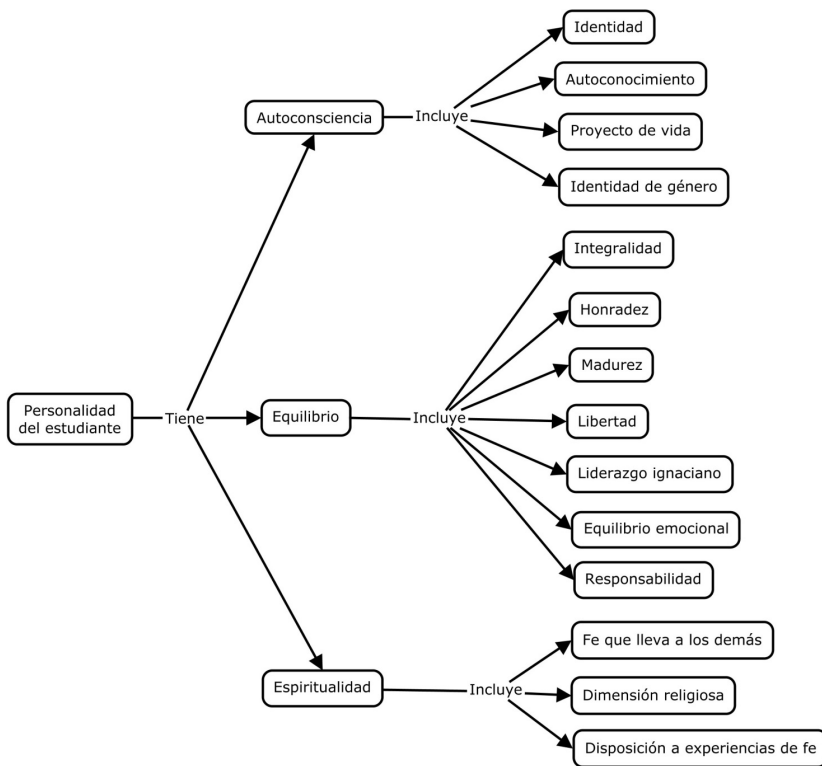 Personalidad
del estudiante
Tiene
Autoconsciencia
Incluye
Identidad
Autoconocimiento
Proyecto de vida
Identidad de género
Equilibrio
Incluye
Integralidad
Honradez
Madurez
Libertad
Liderazgo ignaciano
Equilibrio emocional
Responsabilidad
Espiritualidad
Incluye
Fe que lleva a los demás
Dimensión religiosa
Disposición a experiencias de fe